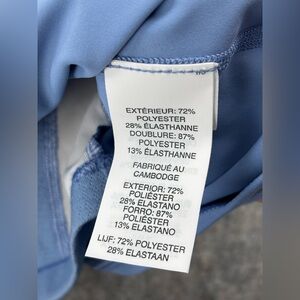 EXTÉRIEUR: 72%
POLYESTER
28% ÉLASTHANNE
DOUBLURE: 87%
POLYESTER
13% ÉLASTHANNE
FABRIQUÉ AU
CAMBODGE
EXTERIOR: 72%
POLIÉSTER
28% ELASTANO
FORRO: 87%
POLIÉSTER
13% ELASTANO
LIJF: 72% POLYESTER
28% ELASTAAN